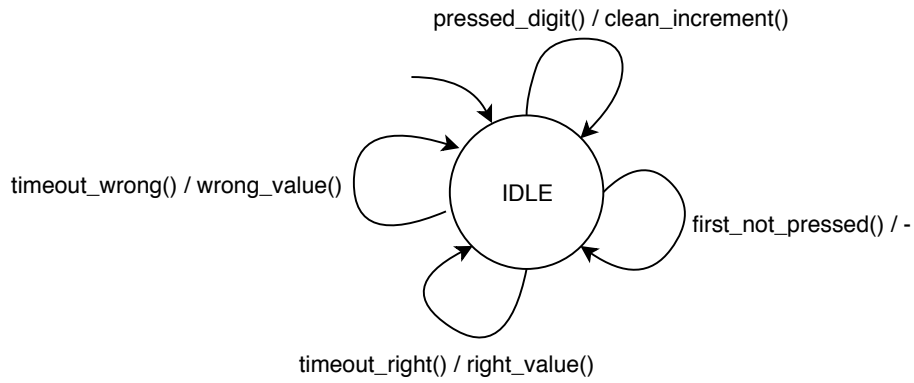 pressed_digit() / clean_increment()
timeout_wrong() / wrong_value()
IDLE
first_not_pressed() / -
timeout_right() / right_value()